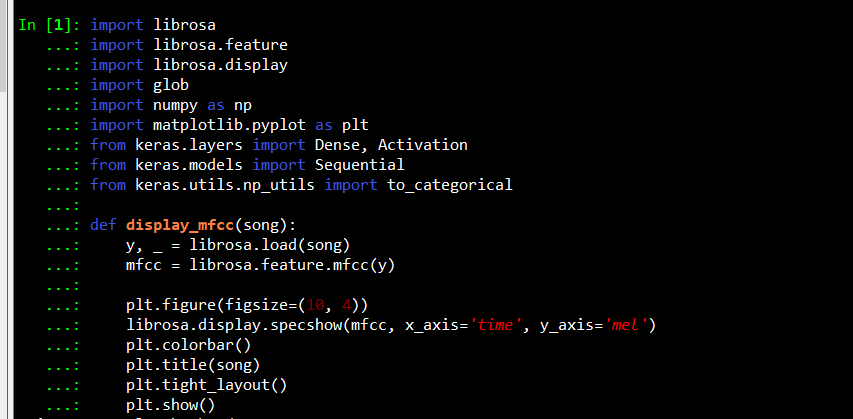 In [1]: import librosa
   ...: import librosa.feature
   ...: import librosa.display
   ...: import glob
   ...: import numpy as np
   ...: import matplotlib.pyplot as plt
   ...: from keras.layers import Dense, Activation
   ...: from keras.models import Sequential
   ...: from keras.utils.np_utils import to_categorical
   ...:
   ...: def display_mfcc(song):
   ...:     y, _ = librosa.load(song)
   ...:     mfcc = librosa.feature.mfcc(y)
   ...:
   ...:     plt.figure(figsize=(10, 4))
   ...:     librosa.display.specshow(mfcc, x_axis='time', y_axis='mel')
   ...:     plt.colorbar()
   ...:     plt.title(song)
   ...:     plt.tight_layout()
   ...:     plt.show()